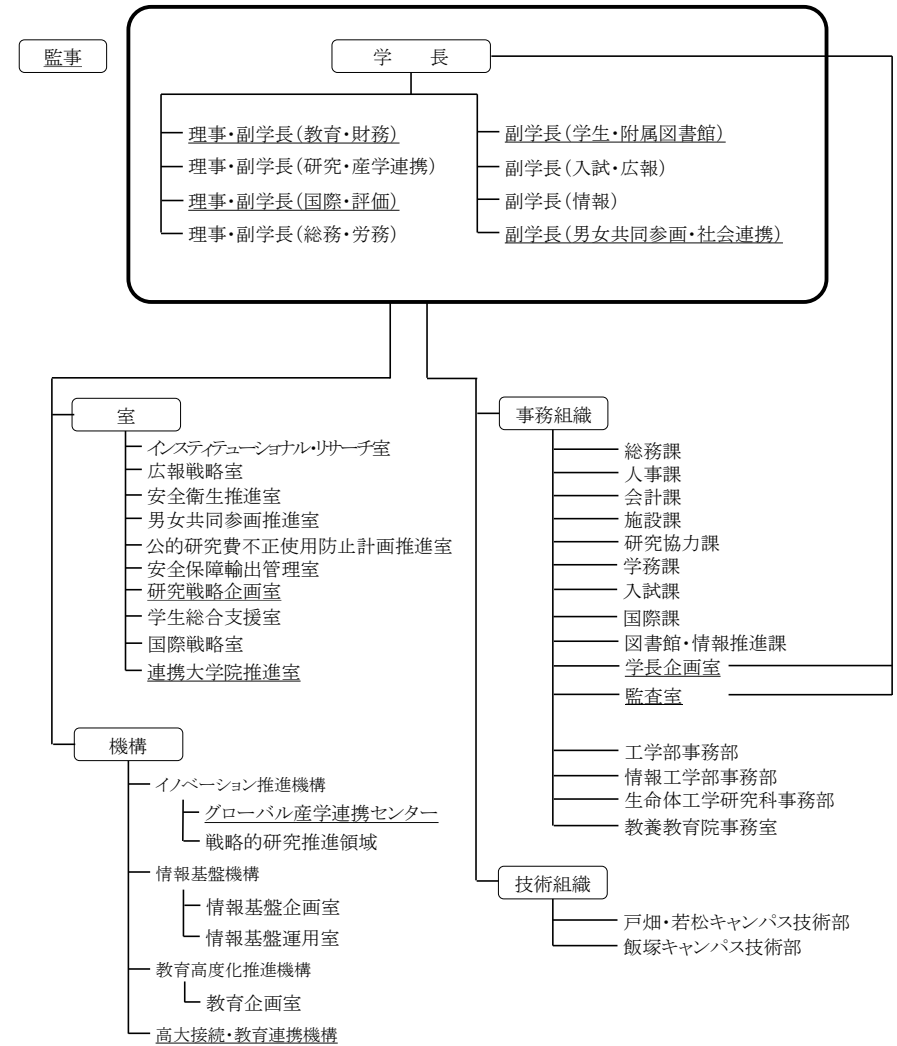 監事
学　長
理事・副学長（教育・財務）
理事・副学長（研究・産学連携）
理事・副学長（国際・評価）
理事・副学長（総務・労務）
副学長（学生・附属図書館）
副学長（入試・広報）
副学長（情報）
副学長（男女共同参画・社会連携）
室
インスティテューショナル・リサーチ室
広報戦略室
安全衛生推進室
男女共同参画推進室
公的研究費不正使用防止計画推進室
安全保障輸出管理室
研究戦略企画室
学生総合支援室
国際戦略室
連携大学院推進室
機構
イノベーション推進機構
グローバル産学連携センター
戦略的研究推進領域
情報基盤機構
情報基盤企画室
情報基盤運用室
教育高度化推進機構
教育企画室
高大接続・教育連携機構
事務組織
総務課
人事課
会計課
施設課
研究協力課
学務課
入試課
国際課
図書館・情報推進課
学長企画室
監査室
工学部事務部
情報工学部事務部
生命体工学研究科事務部
教養教育院事務室
技術組織
戸畑・若松キャンパス技術部
飯塚キャンパス技術部